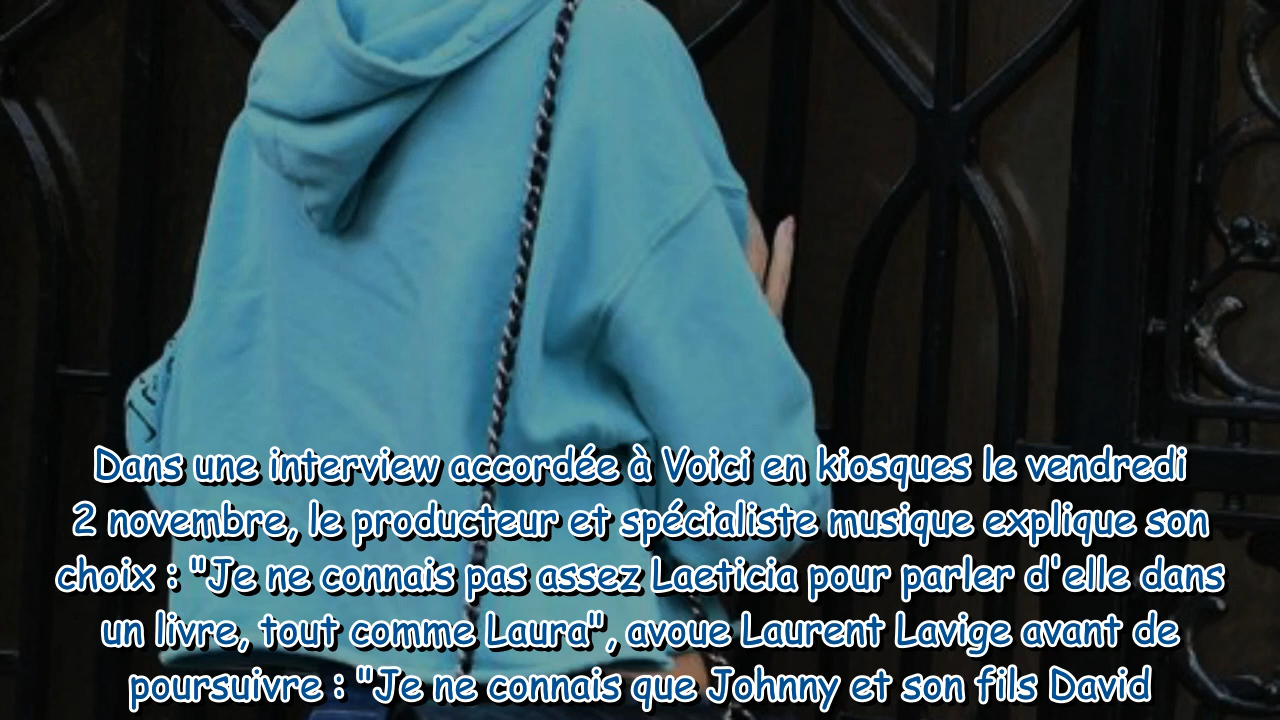 Dans une interview accordée à Voici en kiosques le vendredi
2 novembre, le producteur et spécialiste musique explique son
choix : "Je ne connais pas assez Laeticia pour parler d'elle dans
un livre, tout comme Laura", avoue Laurent Lavige avant de
poursuivre : "Je ne connais que Johnny et son fils David